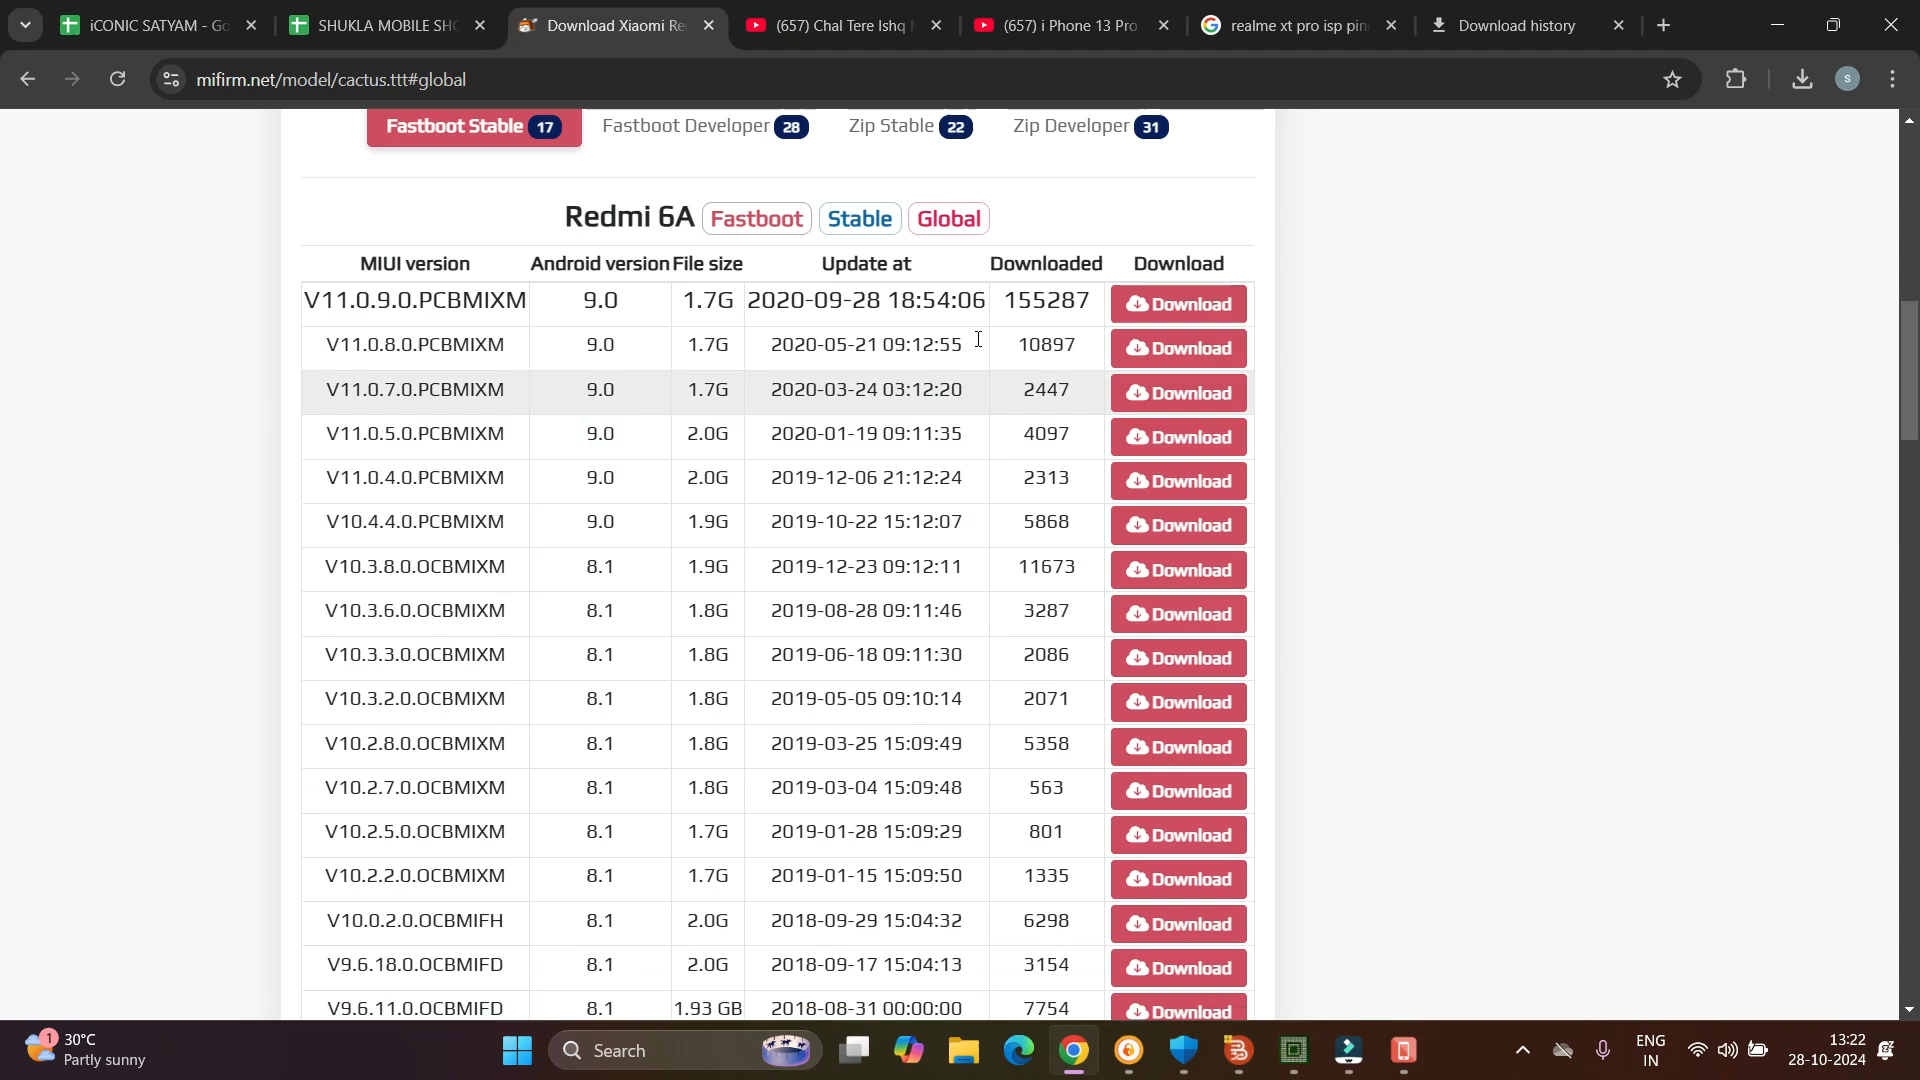 iCONIC SATYAM - Go
SHUKLA MOBILE SHO
Download Xiaomi Re
(657) Chal Tere Ishq M
(657) i Phone 13 Pro
realme xt pro isp pin
Download history
mifirm.net/model/cactus.ttt#global
S
Fastboot Stable 17
Fastboot Developer 28
Zip Stable 22
Zip Developer 31
Redmi 6A Fastboot Stable Global
MIUI version Android version File size Update at Downloaded Download
V11.0.9.0.PCBMIXM 9.0 1.7G 2020-09-28 18:54:06 155287 Download
V11.0.8.0.PCBMIXM 9.0 1.7G 2020-05-21 09:12:55 10897 Download
V11.0.7.0.PCBMIXM 9.0 1.7G 2020-03-24 03:12:20 2447 Download
V11.0.5.0.PCBMIXM 9.0 2.0G 2020-01-19 09:11:35 4097 Download
V11.0.4.0.PCBMIXM 9.0 2.0G 2019-12-06 21:12:24 2313 Download
V10.4.4.0.PCBMIXM 9.0 1.9G 2019-10-22 15:12:07 5868 Download
V10.3.8.0.OCBMIXM 8.1 1.9G 2019-12-23 09:12:11 11673 Download
V10.3.6.0.OCBMIXM 8.1 1.8G 2019-08-28 09:11:46 3287 Download
V10.3.3.0.OCBMIXM 8.1 1.8G 2019-06-18 09:11:30 2086 Download
V10.3.2.0.OCBMIXM 8.1 1.8G 2019-05-05 09:10:14 2071 Download
V10.2.8.0.OCBMIXM 8.1 1.8G 2019-03-25 15:09:49 5358 Download
V10.2.7.0.OCBMIXM 8.1 1.8G 2019-03-04 15:09:48 563 Download
V10.2.5.0.OCBMIXM 8.1 1.7G 2019-01-28 15:09:29 801 Download
V10.2.2.0.OCBMIXM 8.1 1.7G 2019-01-15 15:09:50 1335 Download
V10.0.2.0.OCBMIFH 8.1 2.0G 2018-09-29 15:04:32 6298 Download
V9.6.18.0.OCBMIFD 8.1 2.0G 2018-09-17 15:04:13 3154 Download
V9.6.11.0.OCBMIFD 8.1 1.93 GB 2018-08-31 00:00:00 7754 Download
1
30°C
Partly sunny
Search
ENG
IN
13:22
28-10-2024